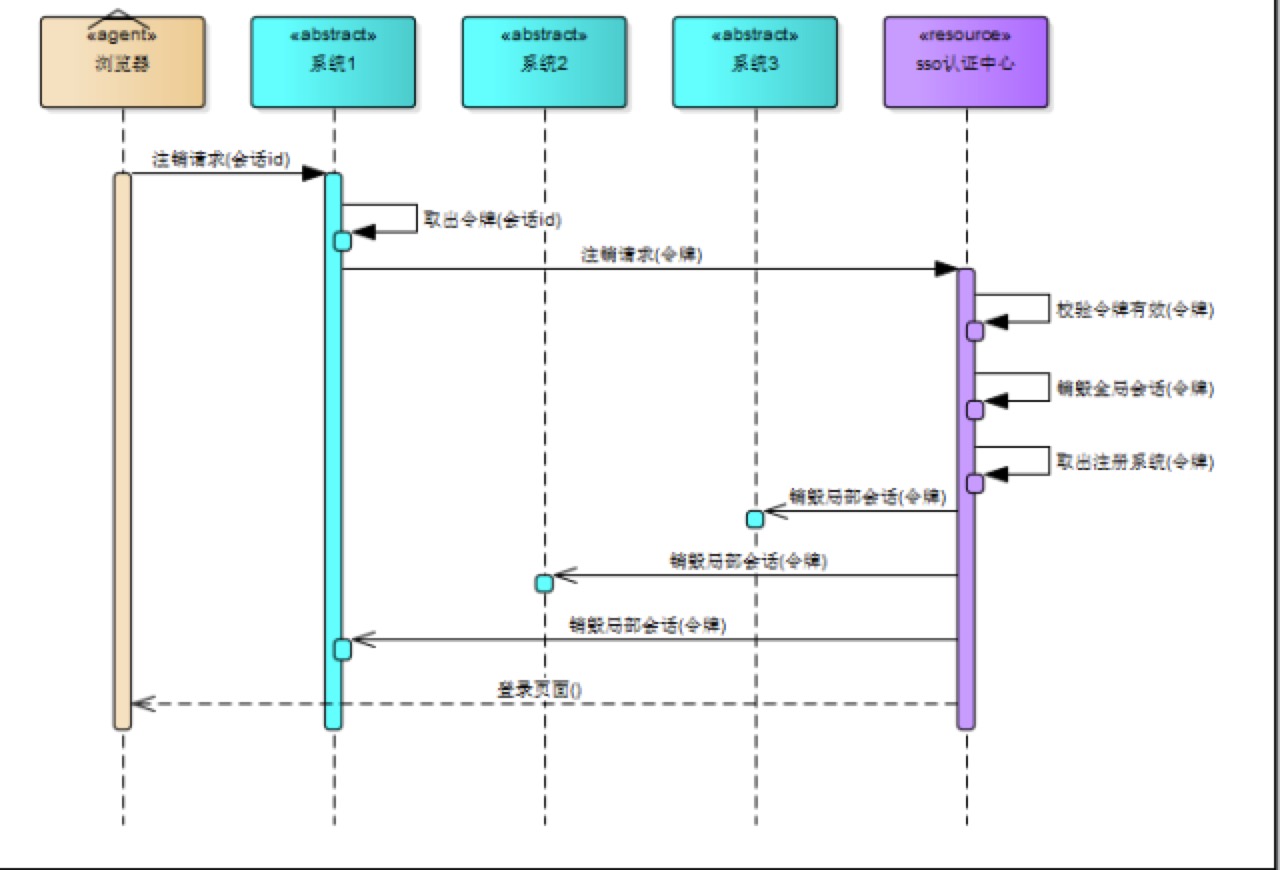 «agent»
浏览器
«abstract»
系统1
«abstract»
系统2
«abstract»
系统3
«resource»
sso认证中心
注销请求(会话id)
取出令牌(会话id)
注销请求(令牌)
校验令牌有效(令牌)
销毁全局会话(令牌)
取出注册系统(令牌)
销毁局部会话(令牌)
销毁局部会话(令牌)
销毁局部会话(令牌)
登录页面()